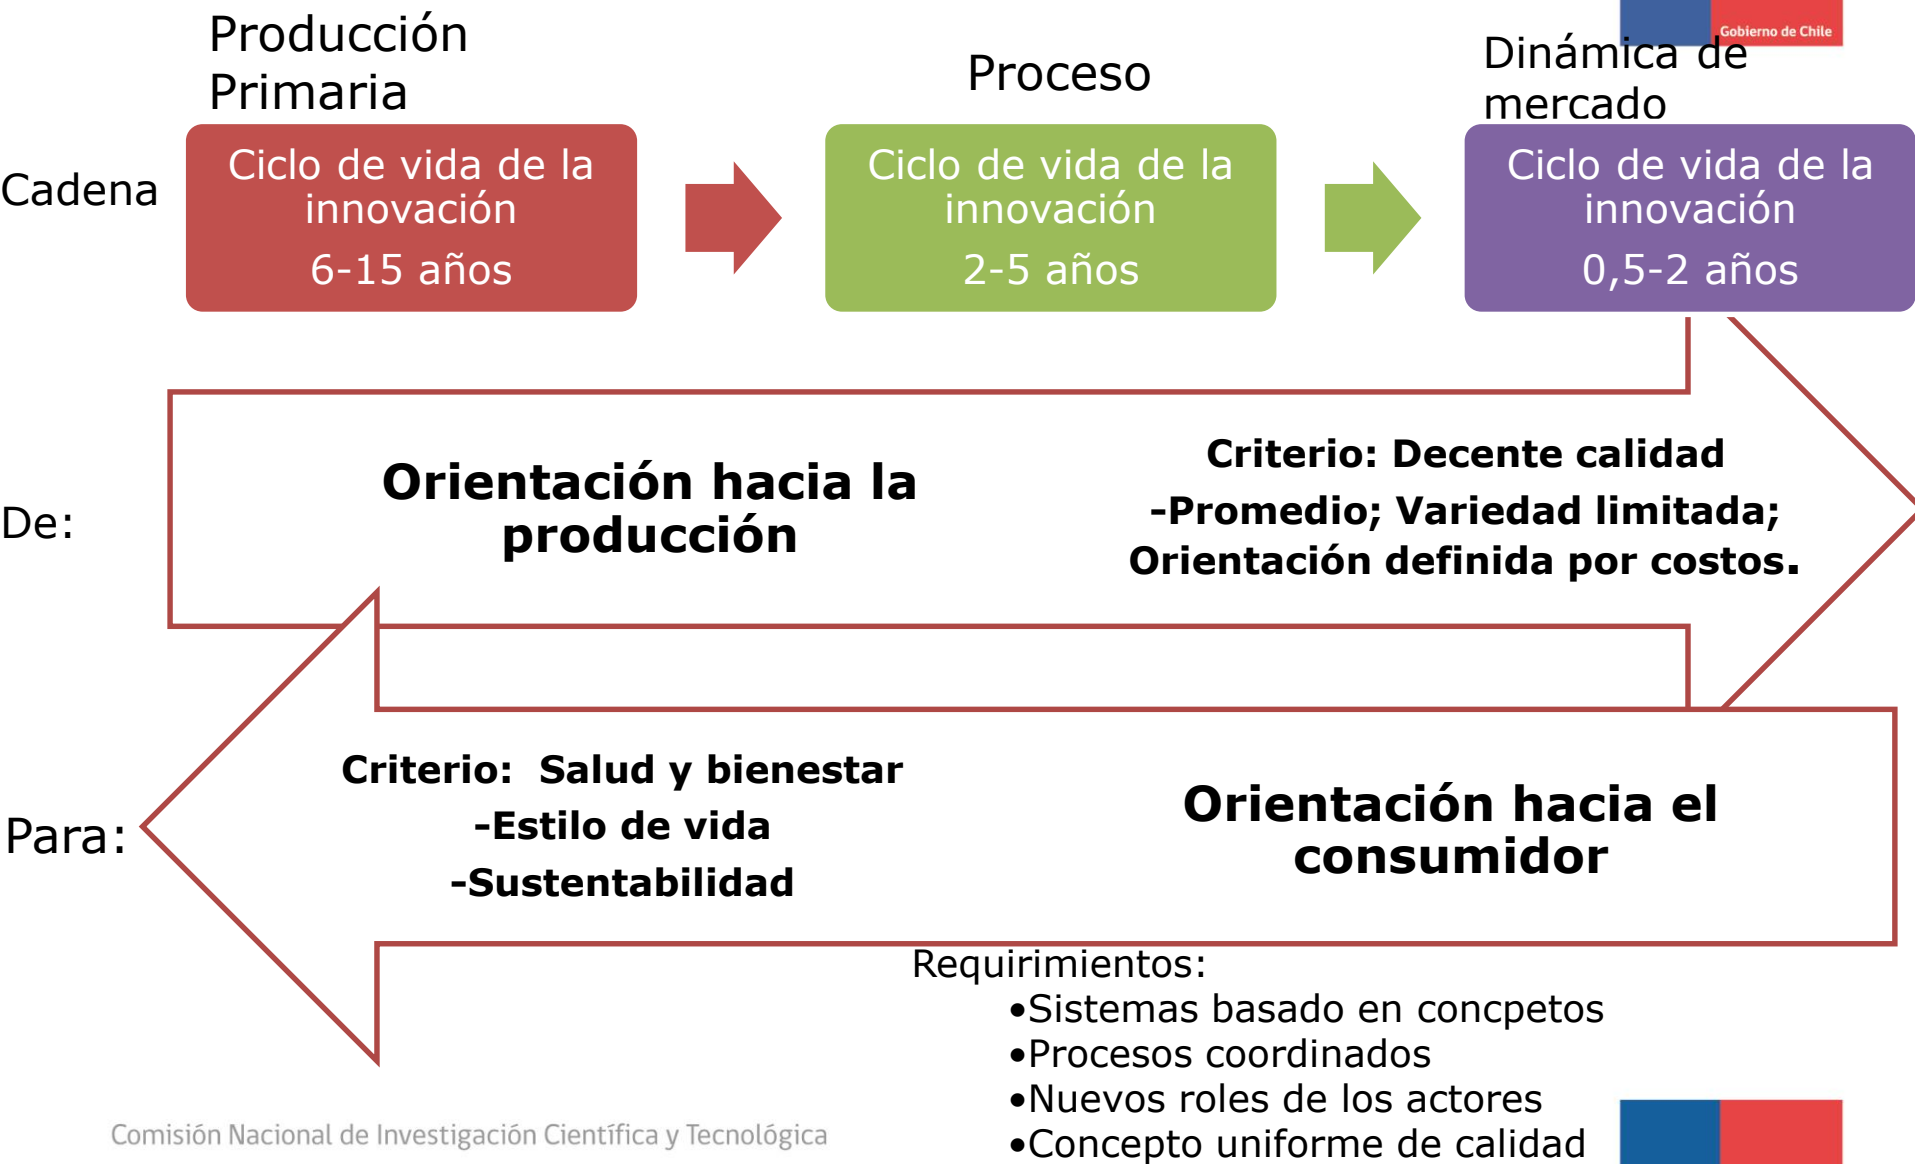 Gobierno de Chile
Producción
Primaria
Proceso
Dinámica de
mercado
Cadena
Ciclo de vida de la
innovación
6-15 años
Ciclo de vida de la
innovación
2-5 años
Ciclo de vida de la
innovación
0,5-2 años
De:
Orientación hacia la
producción
Criterio: Decente calidad
-Promedio; Variedad limitada;
Orientación definida por costos.
Para:
Criterio:  Salud y bienestar
-Estilo de vida
-Sustentabilidad
Orientación hacia el
consumidor
Requirimientos:
•Sistemas basado en concpetos
•Procesos coordinados
•Nuevos roles de los actores
•Concepto uniforme de calidad
Comisión Nacional de Investigación Científica y Tecnológica